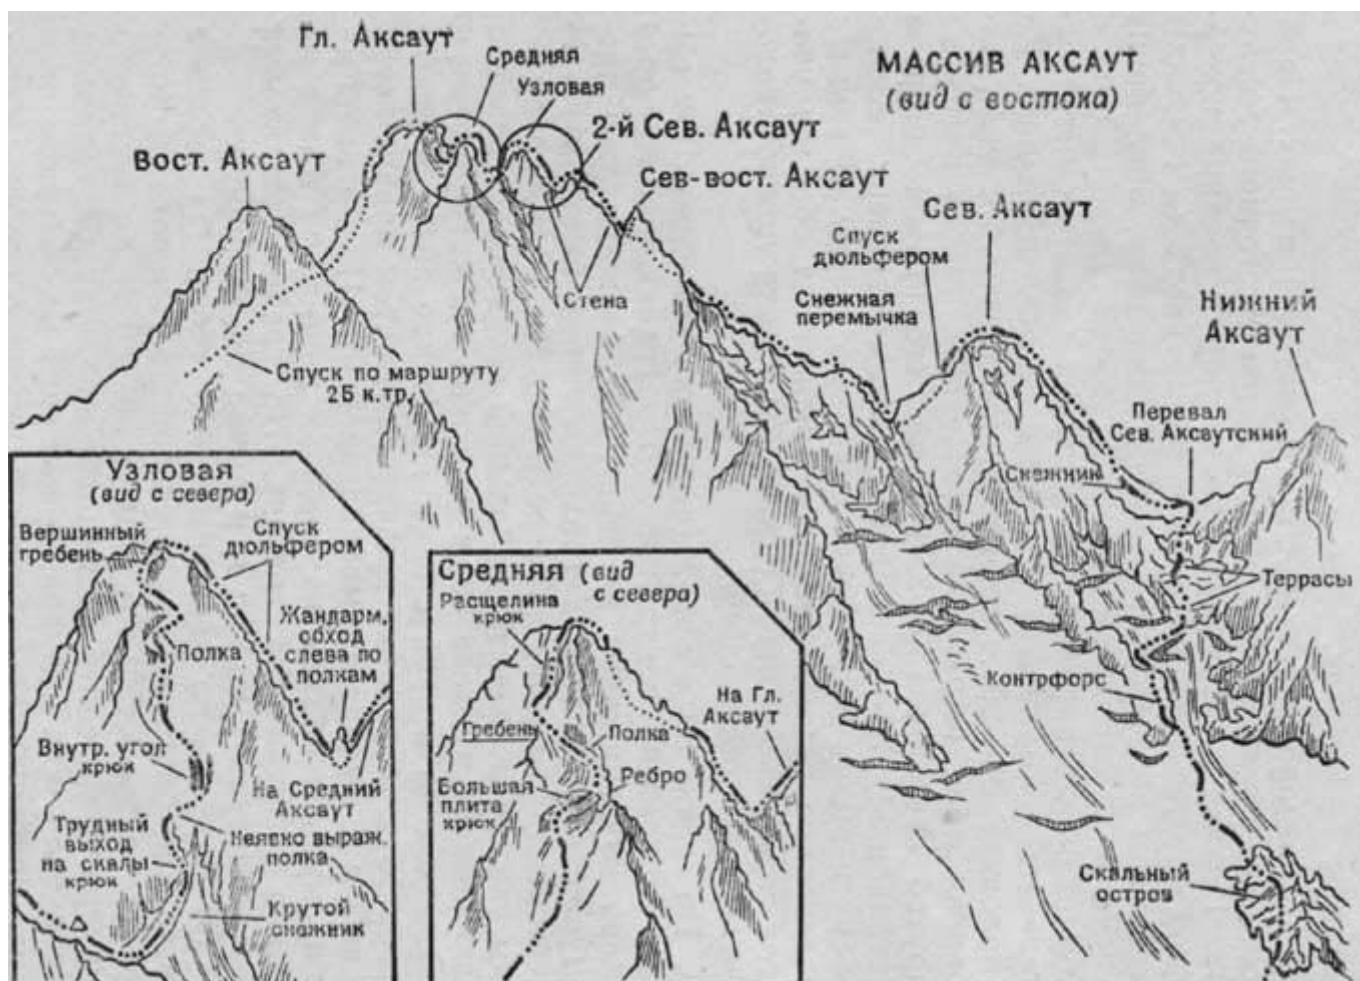 Гл. Аксаут
Средняя
Узловая
МАССИВ АКСАУТ
(вид с востока)
2-й Сев. Аксаут
Вост. Аксаут
Сев-вост. Аксаут
Сев. Аксаут
Спуск
дюльфером
Снежная
перемычка
Нижний
Аксаут
Стена
Спуск по маршруту
2Б к.тр.
Перевал
Сев. Аксаутский
Снежник
Террасы
Контрфорс
Скальный
остров
Узловая
(вид с севера)
Вершинный
гребень
Спуск
дюльфером
Жандарм,
обход
слева по
полкам
Полка
Внутр. угол
крюк
На Средний
Аксаут
Трудный
выход
на скалы
крюк
Неявно выраж.
полка
Крутой
снежник
Средняя (вид
с севера)
Расщелина
крюк
На Гл.
Аксаут
Гребень
Полка
Ребро
Большая
плита
крюк